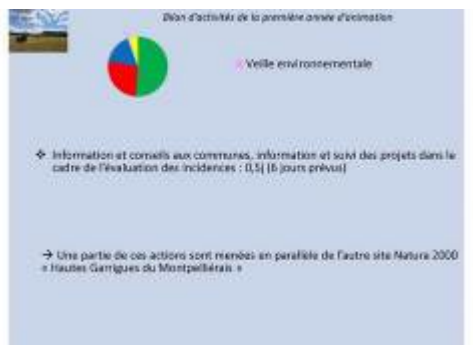 Bilan d'activités de la première année d'animation
Veille environnementale
❖ Information et conseils aux communes, information et suivi des projets dans le
cadre de l'évaluation des incidences : 0,5j (6 jours prévus)
→ Une partie de ces actions sont menées en parallèle de l'autre site Natura 2000
« Hautes Garrigues du Montpelliérais »